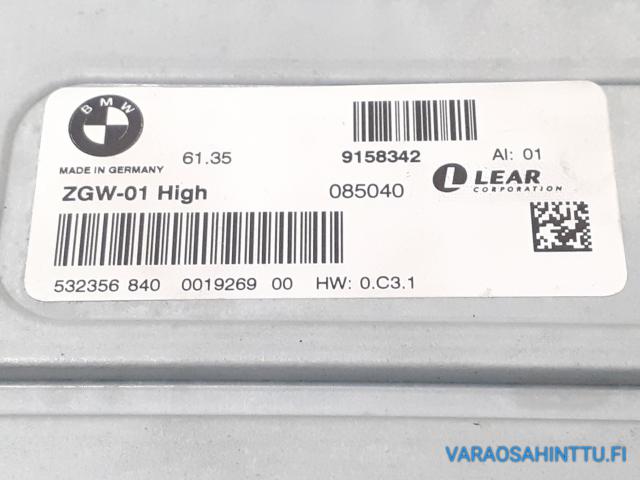 BMW
MADE IN GERMANY 61.35 9158342 AI: 01
ZGW-01 High 085040 LEAR
CORPORATION
532356 840 0019269 00 HW: 0.C3.1
VARAOSAHINTTU.FI